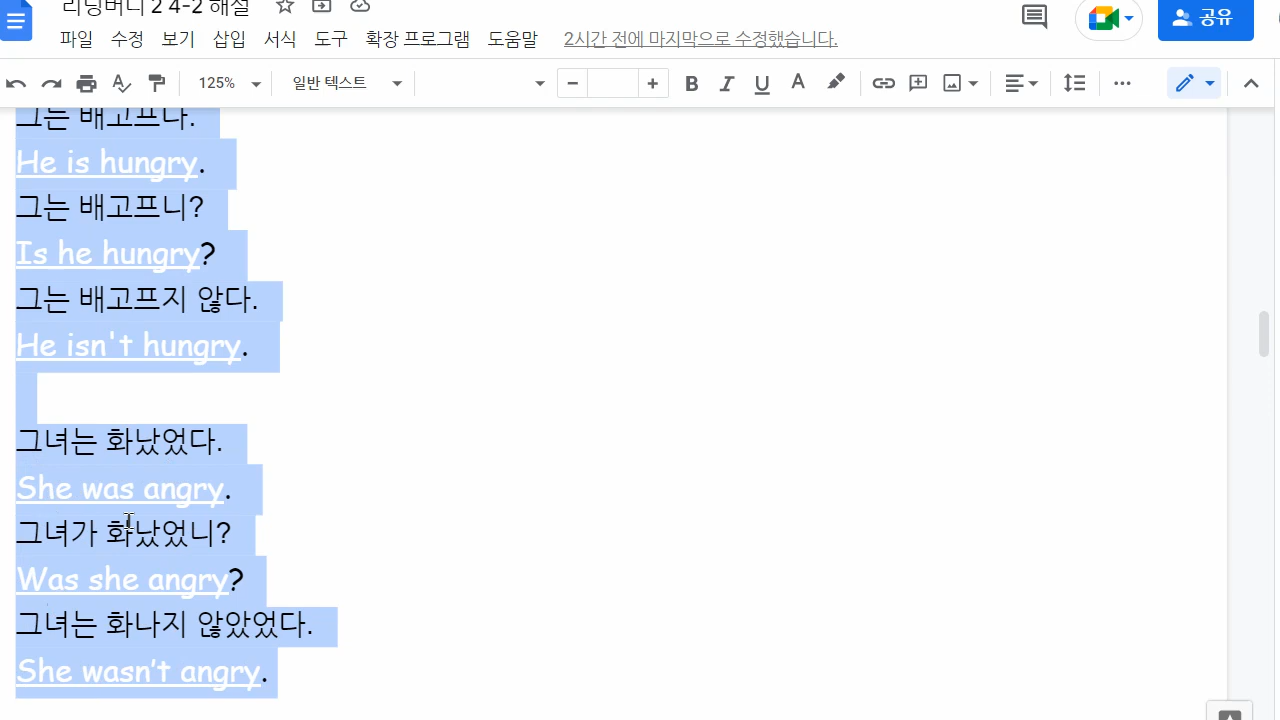 리딩버디 2 4-2 해설
파일 수정 보기 삽입 서식 도구 확장 프로그램 도움말 2시간 전에 마지막으로 수정했습니다.
공유
125% 일반 텍스트 − + B I U A
그는 배고프다.
He is hungry.
그는 배고프니?
Is he hungry?
그는 배고프지 않다.
He isn't hungry.
그녀는 화났었다.
She was angry.
그녀가 화났었니?
Was she angry?
그녀는 화나지 않았었다.
She wasn’t angry.